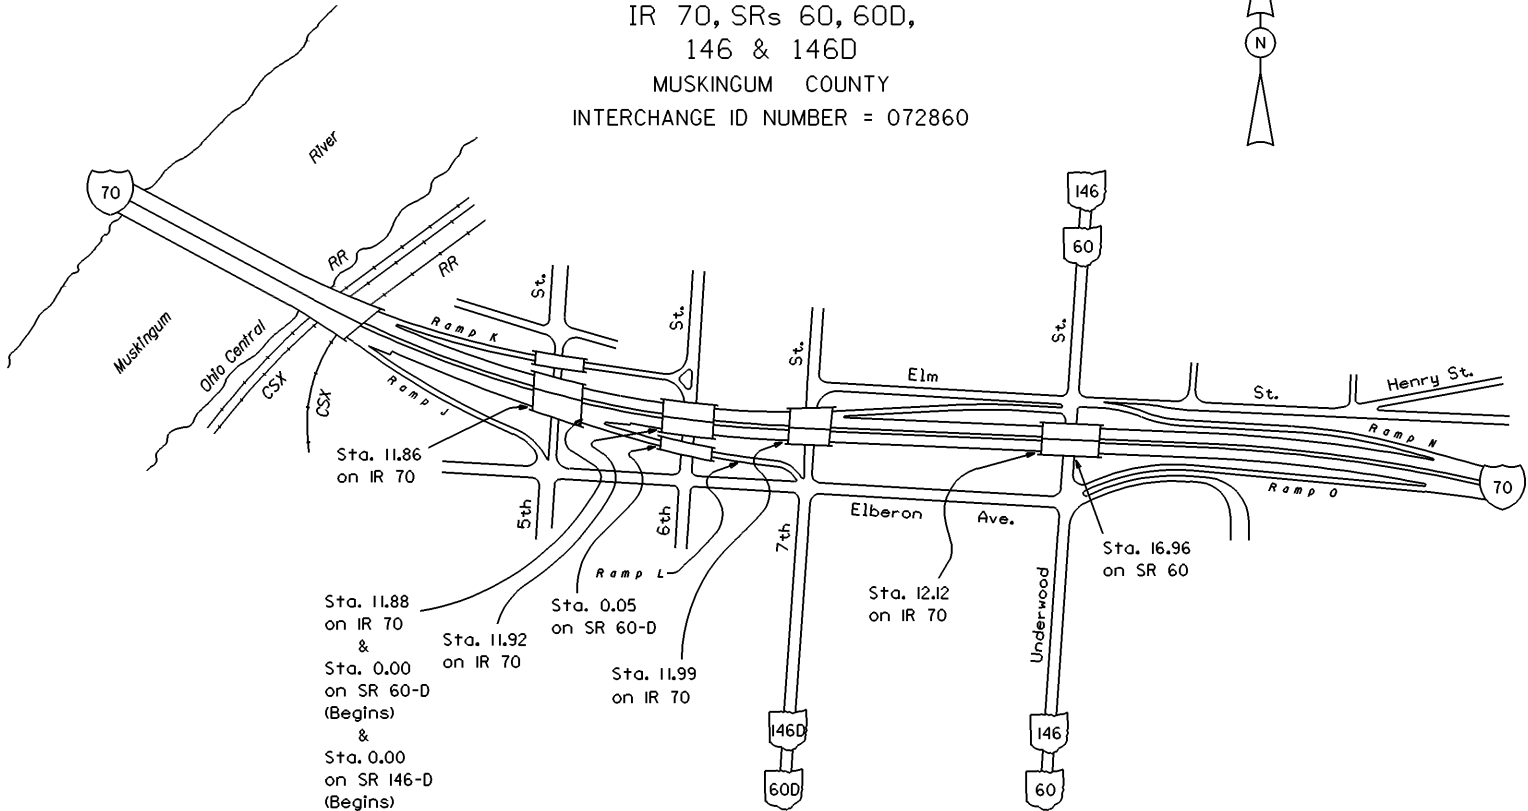 IR 70, SRs 60, 60D,
146 & 146D
MUSKINGUM COUNTY
INTERCHANGE ID NUMBER = 072860
N
River
70
146
60
RR
RR
St.
St.
St.
St.
Muskingum
Ohio Central
CSX
CSX
Ramp K
Ramp J
Elm
St.
Henry St.
Ramp N
Sta. 11.86
on IR 70
70
Ramp O
5th
6th
7th
Elberon Ave.
Ramp L
Sta. 16.96
on SR 60
Sta. 11.88
on IR 70
&
Sta. 0.00
on SR 60-D
(Begins)
&
Sta. 0.00
on SR 146-D
(Begins)
Sta. 11.92
on IR 70
Sta. 0.05
on SR 60-D
Sta. 11.99
on IR 70
Sta. 12.12
on IR 70
Underwood
146D
60D
146
60